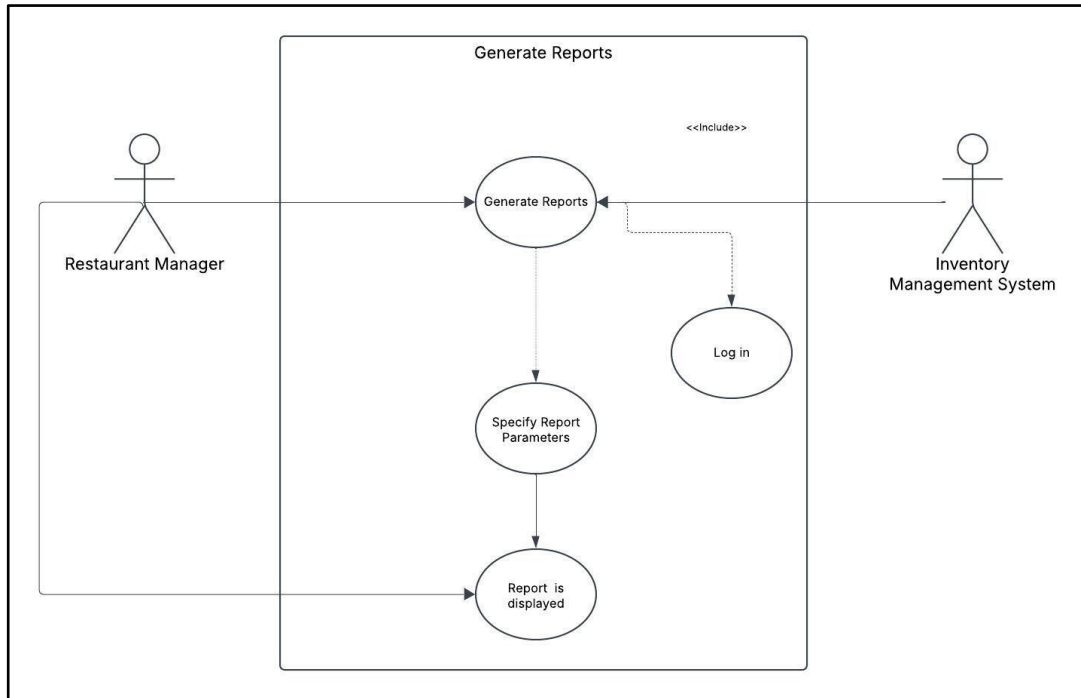 Generate Reports
<<Include>>
Generate Reports
Restaurant Manager
Inventory
Management System
Log in
Specify Report
Parameters
Report is
displayed